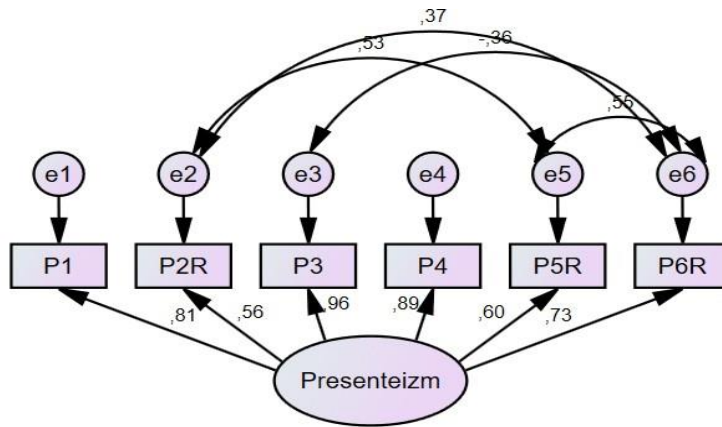 ,37
,53
-,36
,55
e1 e2 e3 e4 e5 e6
P1 P2R P3 P4 P5R P6R
,81 ,56 ,96 ,89 ,60 ,73
Presenteizm